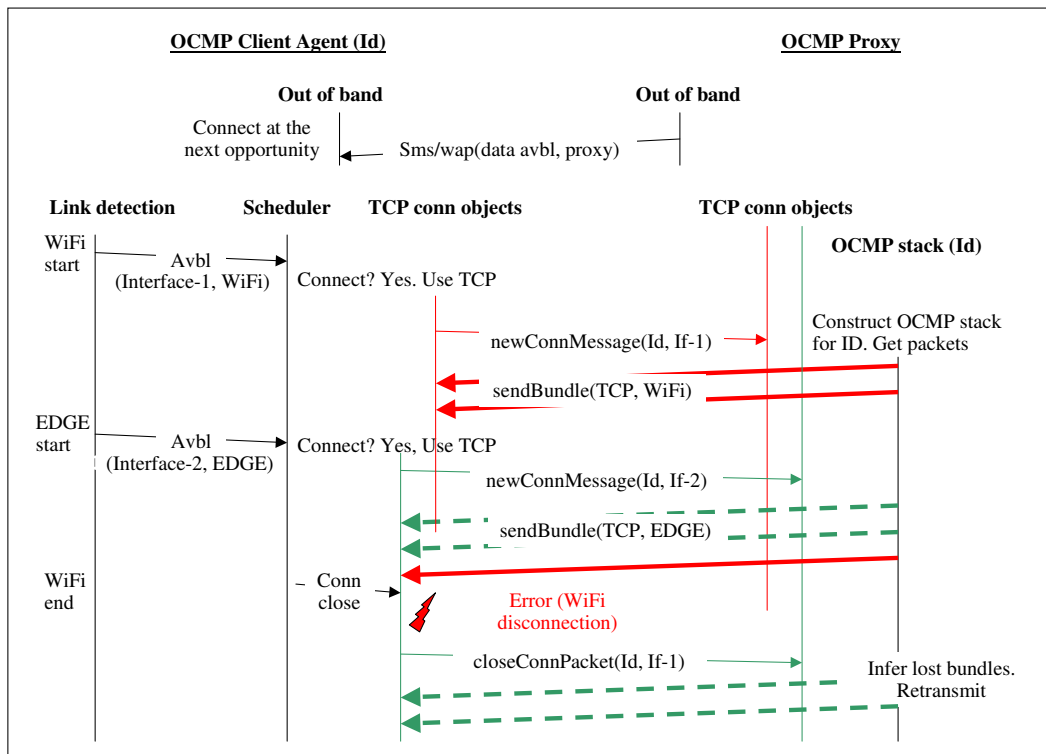 OCMP Client Agent (Id)
OCMP Proxy
Out of band
Out of band
Connect at the
next opportunity
Sms/wap(data avbl, proxy)
Link detection
Scheduler
TCP conn objects
TCP conn objects
OCMP stack (Id)
WiFi
start
Avbl
(Interface-1, WiFi)
Connect? Yes. Use TCP
newConnMessage(Id, If-1)
Construct OCMP stack
for ID. Get packets
sendBundle(TCP, WiFi)
EDGE
start
Avbl
(Interface-2, EDGE)
Connect? Yes, Use TCP
newConnMessage(Id, If-2)
sendBundle(TCP, EDGE)
WiFi
end
Conn
close
Error (WiFi
disconnection)
closeConnPacket(Id, If-1)
Infer lost bundles.
Retransmit